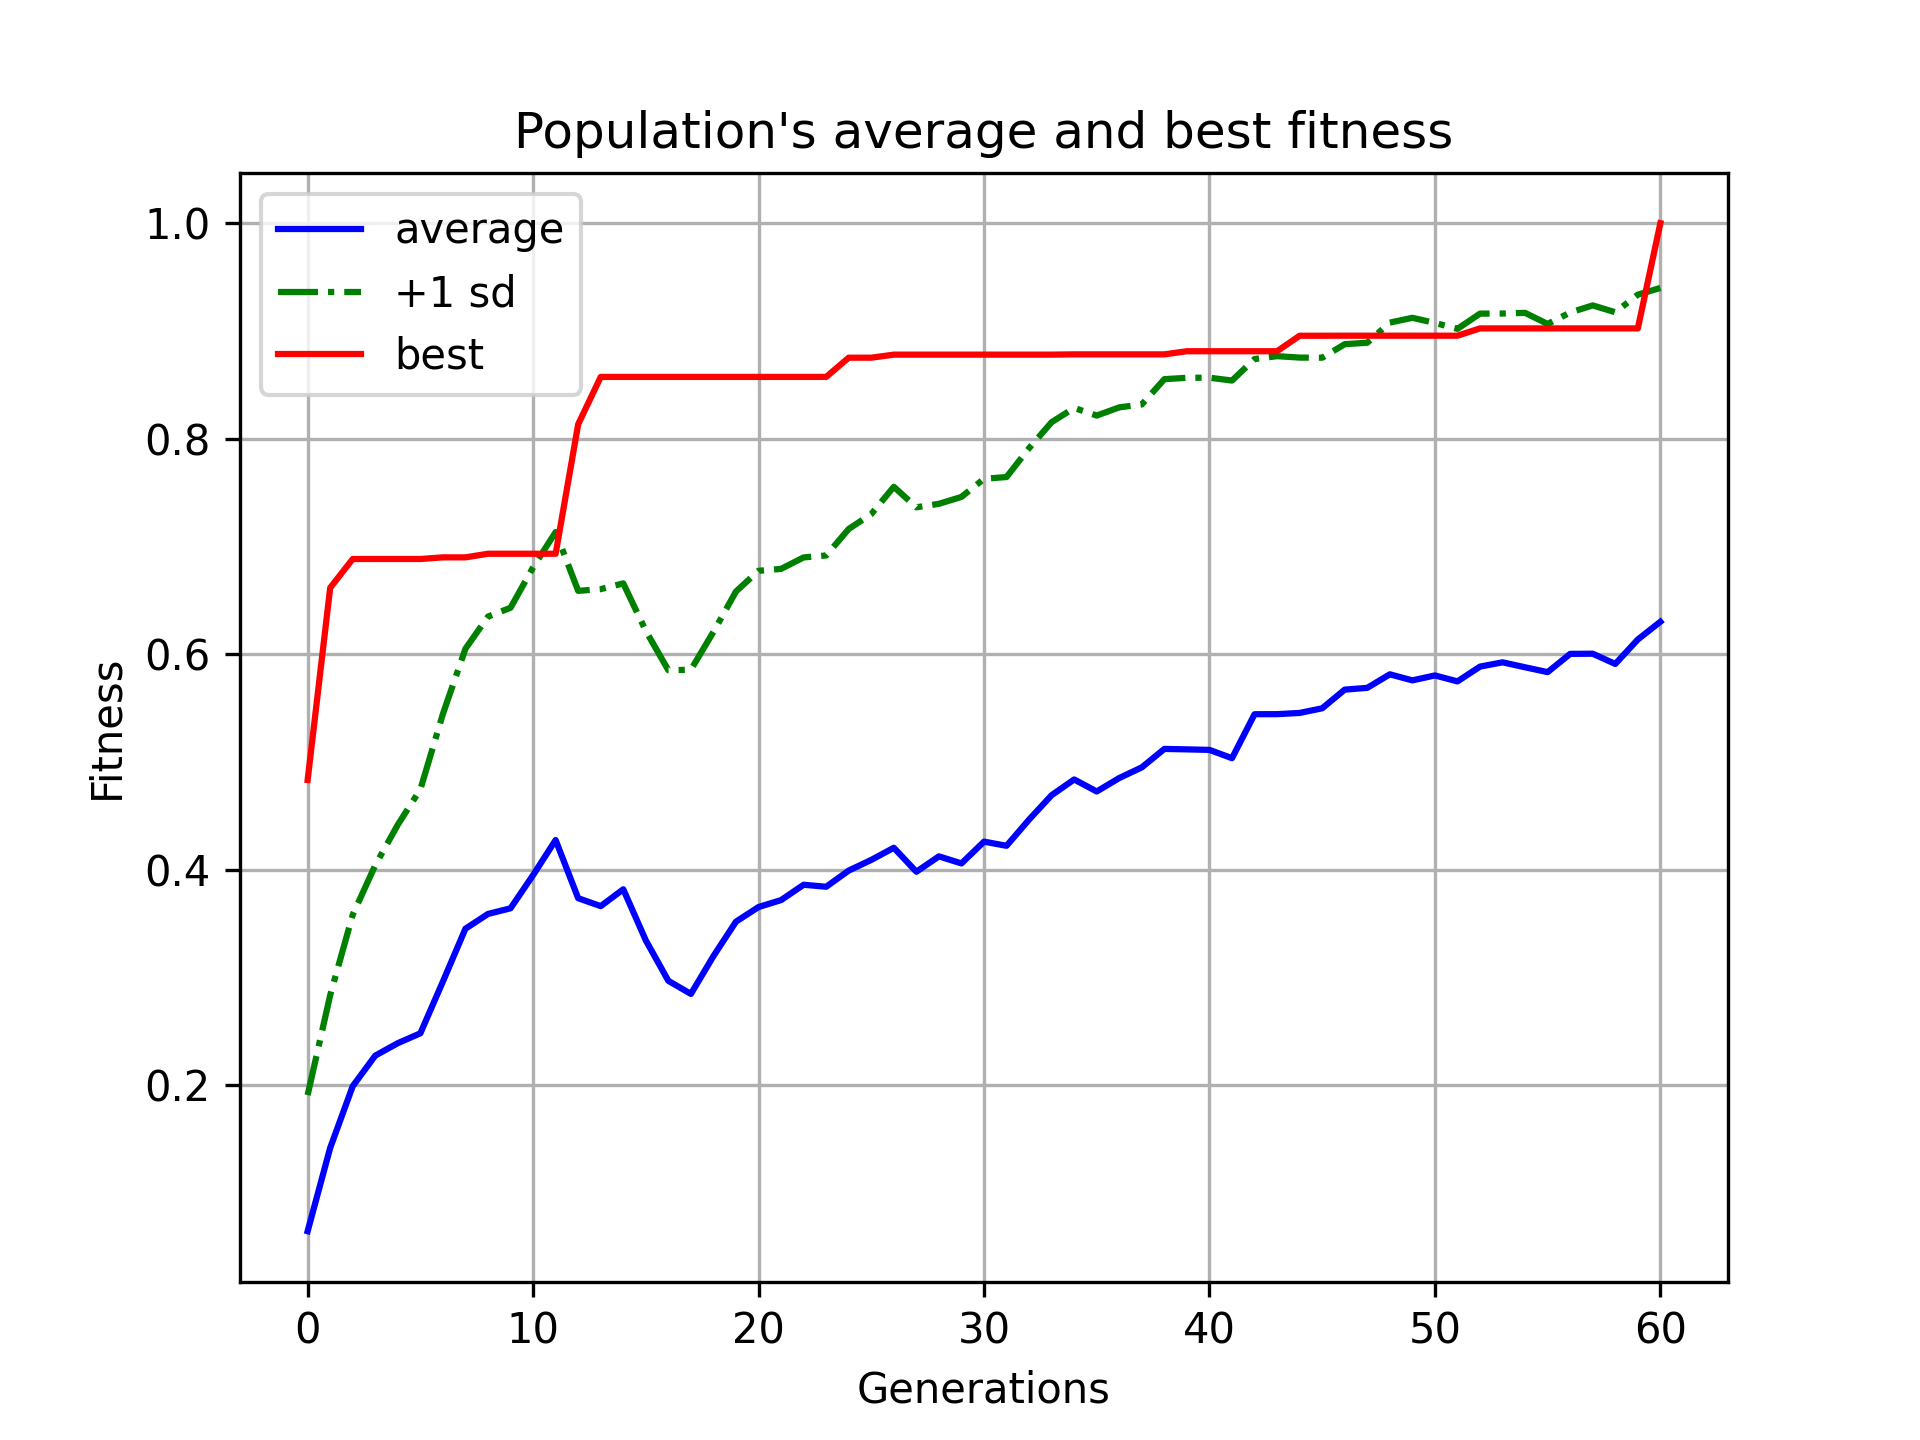 Population's average and best fitness
average
+1 sd
best
1.0
0.8
0.6
0.4
0.2
Fitness
0 10 20 30 40 50 60
Generations